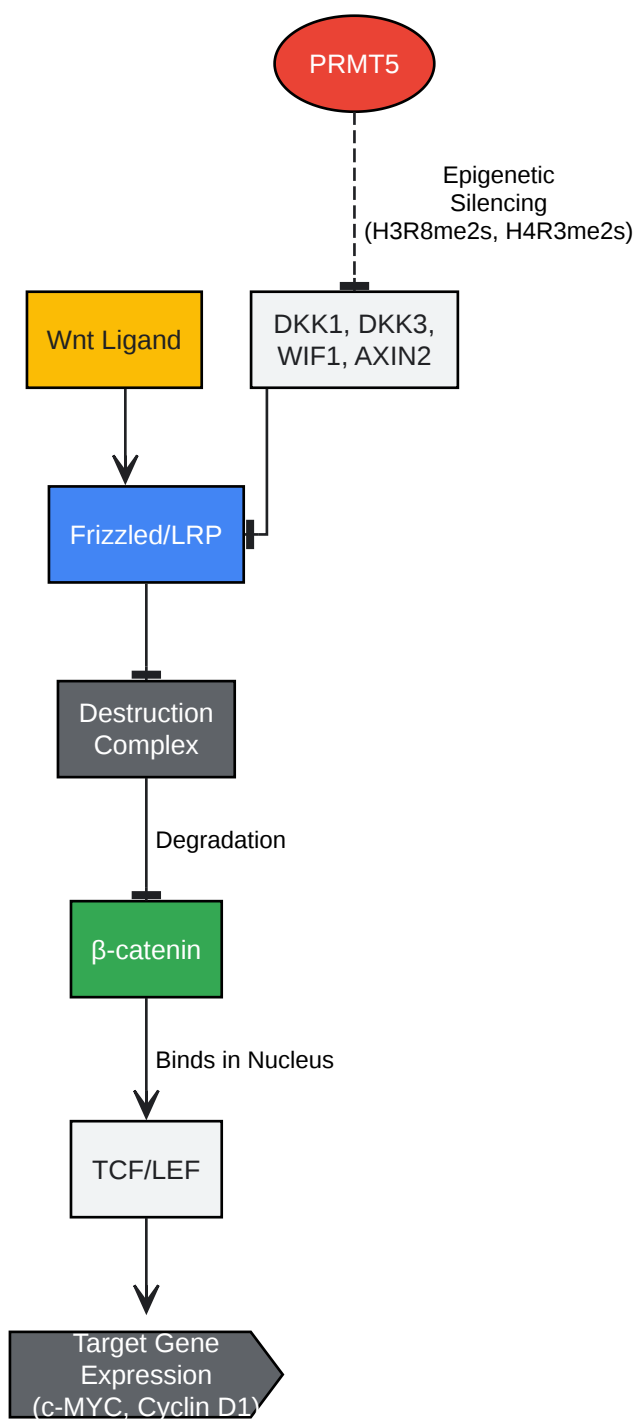 PRMT5
Epigenetic
Silencing
(H3R8me2s, H4R3me2s)
Wnt Ligand
DKK1, DKK3,
WIF1, AXIN2
Frizzled/LRP
Destruction
Complex
Degradation
β-catenin
Binds in Nucleus
TCF/LEF
Target Gene
Expression
(c-MYC, Cyclin D1)